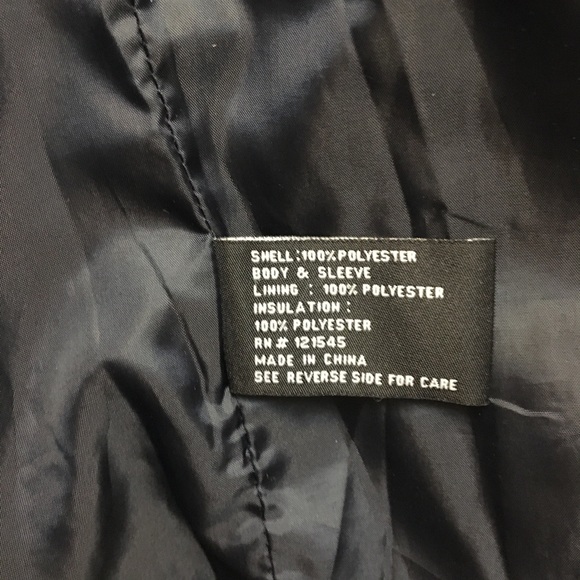 SHELL:100%POLYESTER
BODY & SLEEVE
LINING : 100% POLYESTER
INSULATION :
100% POLYESTER
RN# 121545
MADE IN CHINA
SEE REVERSE SIDE FOR CARE